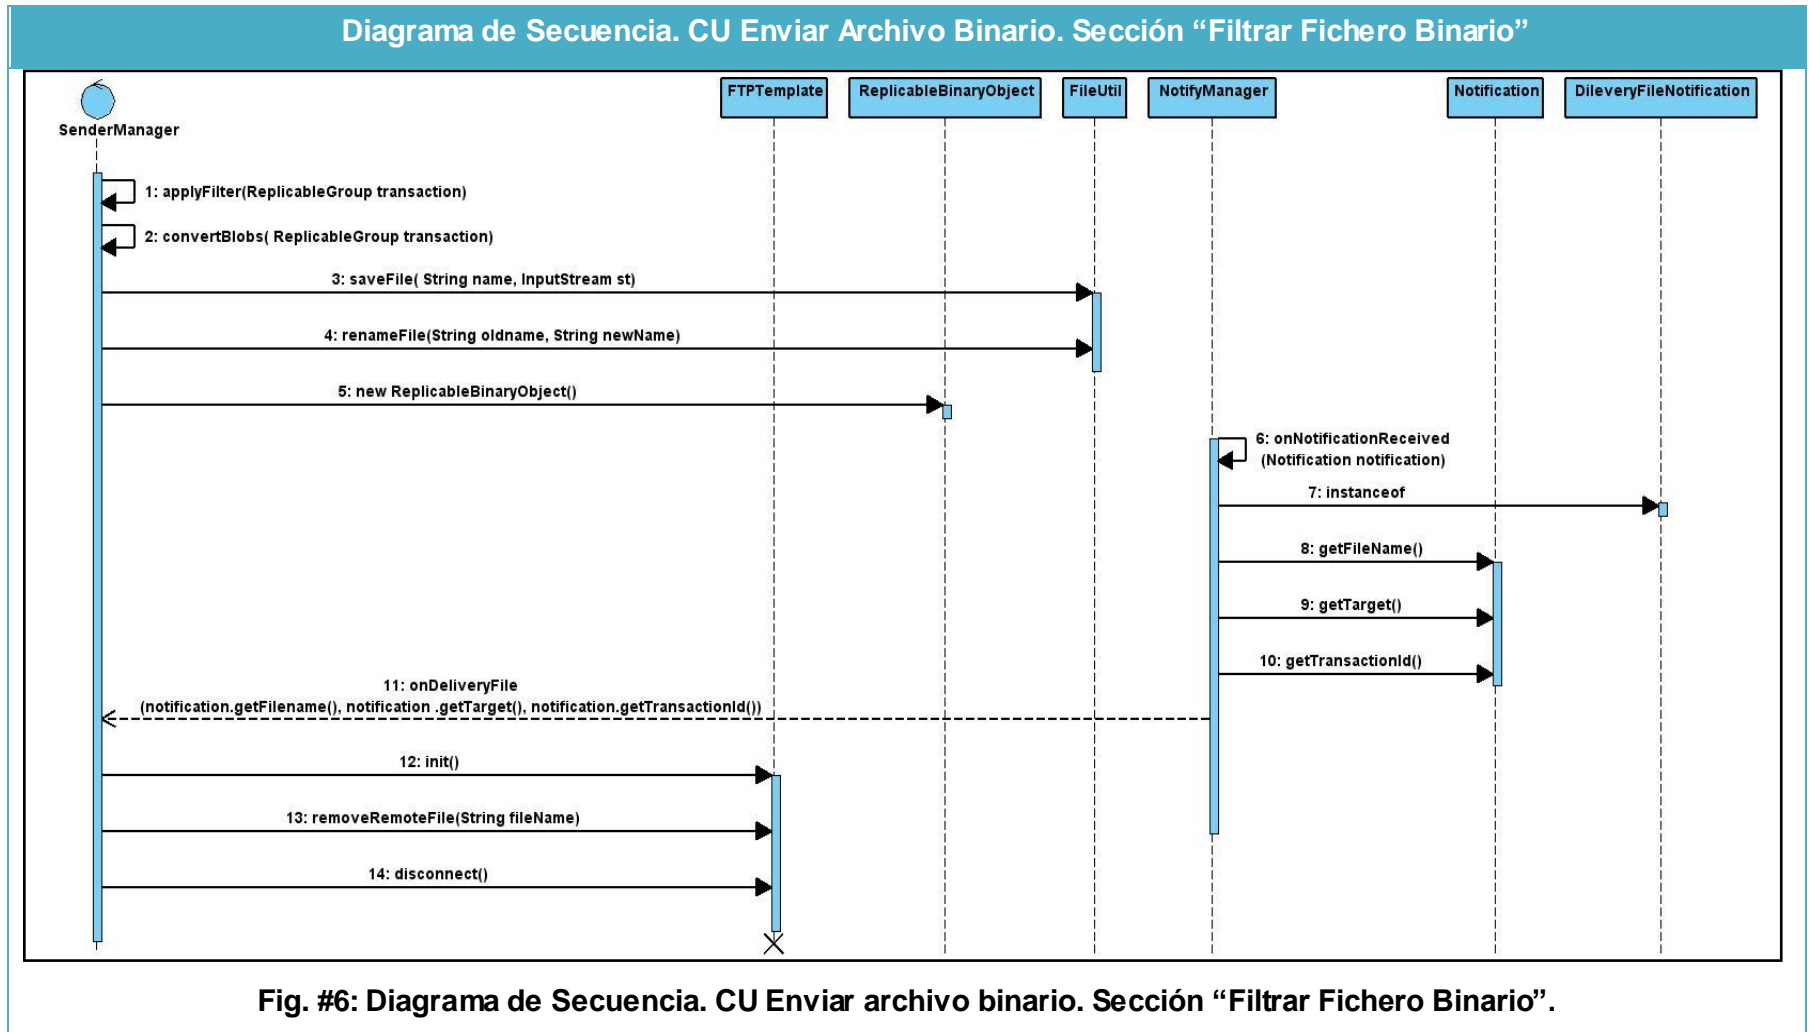 Diagrama de Secuencia. CU Enviar Archivo Binario. Sección “Filtrar Fichero Binario”
SenderManager
FTPTemplate
ReplicableBinaryObject
FileUtil
NotifyManager
Notification
DileveryFileNotification
1: applyFilter(ReplicableGroup transaction)
2: convertBlobs( ReplicableGroup transaction)
3: saveFile( String name, InputStream st)
4: renameFile(String oldname, String newName)
5: new ReplicableBinaryObject()
6: onNotificationReceived
(Notification notification)
7: instanceof
8: getFileName()
9: getTarget()
10: getTransactionId()
11: onDeliveryFile
(notification.getFilename(), notification .getTarget(), notification.getTransactionId())
12: init()
13: removeRemoteFile(String fileName)
14: disconnect()
Fig. #6: Diagrama de Secuencia. CU Enviar archivo binario. Sección “Filtrar Fichero Binario”.